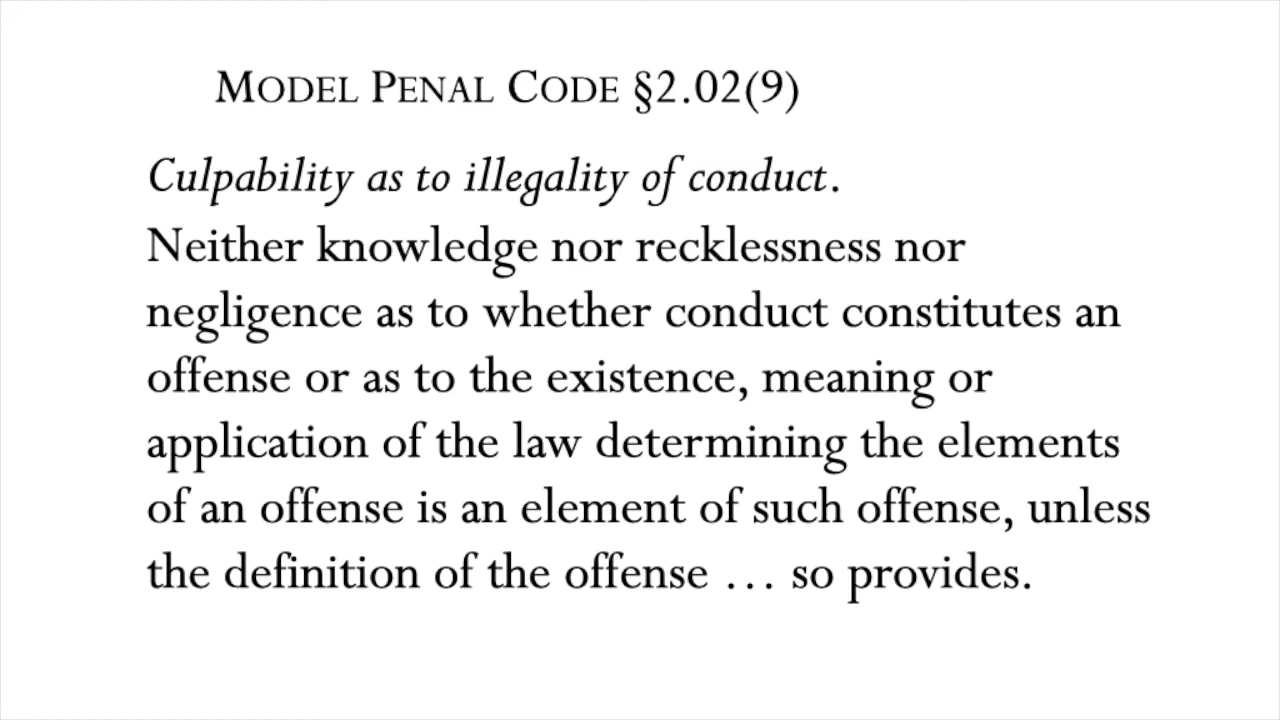 MODEL PENAL CODE §2.02(9)
Culpability as to illegality of conduct.
Neither knowledge nor recklessness nor
negligence as to whether conduct constitutes an
offense or as to the existence, meaning or
application of the law determining the elements
of an offense is an element of such offense, unless
the definition of the offense … so provides.